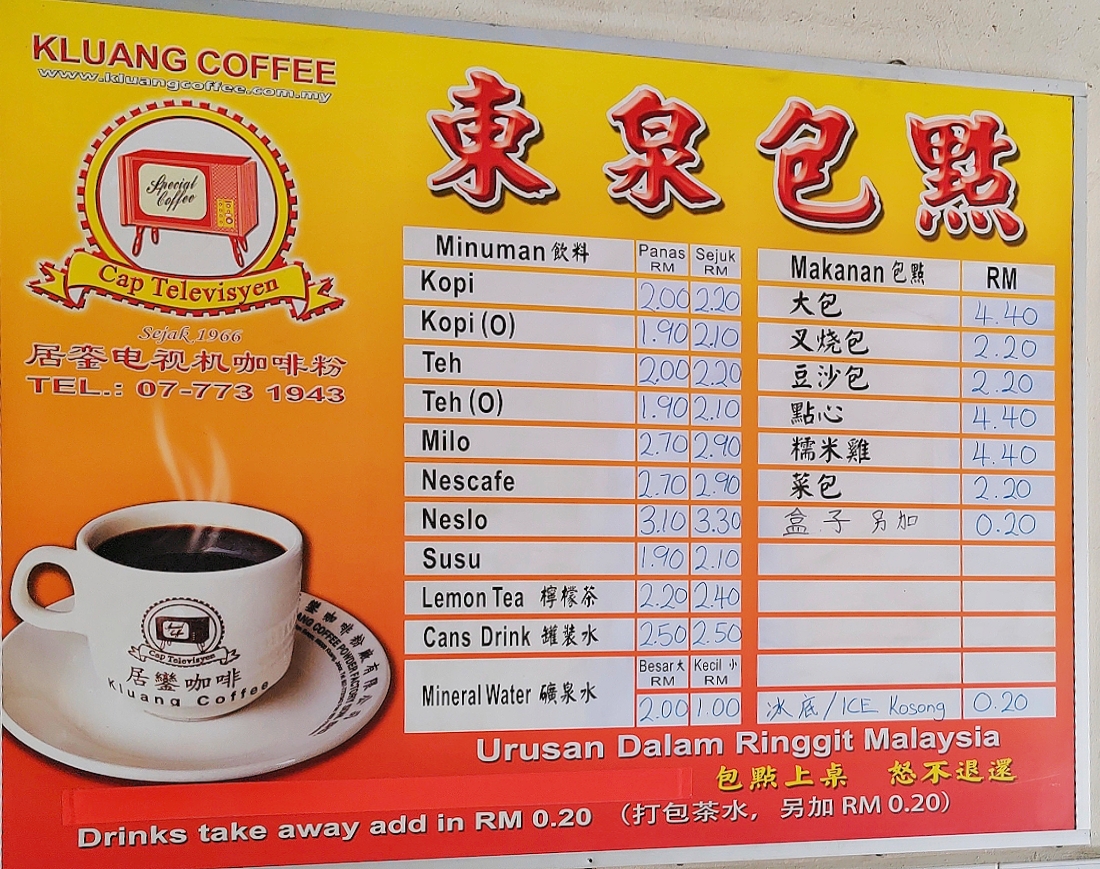 KLUANG COFFEE
www.kluangcoffee.com.my
Special
Coffee
Cap Televisyen
Sejak 1966
居銮电视机咖啡粉
TEL.: 07-773 1943
東泉包點
Minuman 飲料 Panas RM Sejuk RM
Kopi 2.00 2.20
Kopi (O) 1.90 2.10
Teh 2.00 2.20
Teh (O) 1.90 2.10
Milo 2.70 2.90
Nescafe 2.70 2.90
Neslo 3.10 3.30
Susu 1.90 2.10
Lemon Tea 檸檬茶 2.20 2.40
Cans Drink 罐装水 2.50 2.50
Mineral Water 礦泉水 Besar 大 RM Kecil 小 RM
2.00 1.00
Makanan 包點 RM
大包 4.40
叉烧包 2.20
豆沙包 2.20
點心 4.40
糯米雞 4.40
菜包 2.20
盒子另加 0.20
冰底/ICE Kosong 0.20
Cap Televisyen
居鑾咖啡
Kluang Coffee
Urusan Dalam Ringgit Malaysia
包點上桌 怒不退還
Drinks take away add in RM 0.20 （打包茶水，另加 RM 0.20）